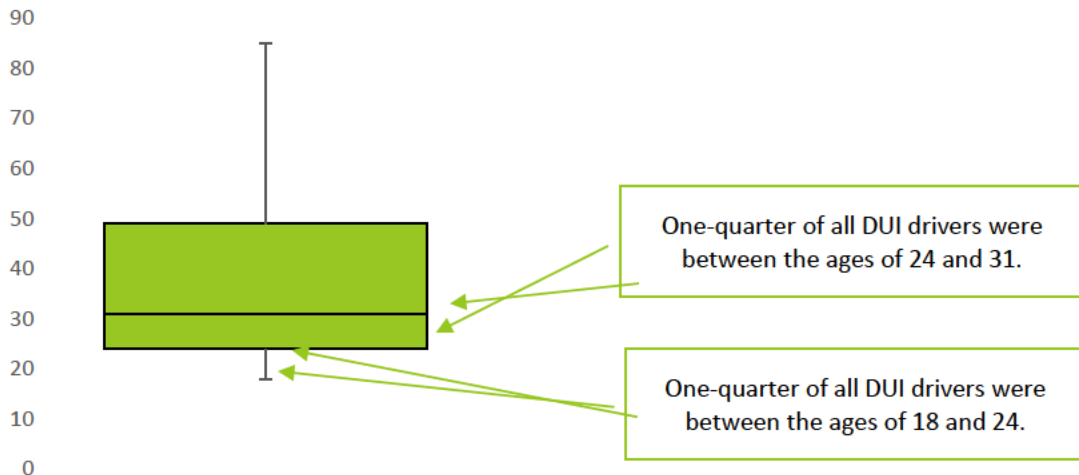 90
80
70
60
50
40
30
20
10
0
One-quarter of all DUI drivers were
between the ages of 24 and 31.
One-quarter of all DUI drivers were
between the ages of 18 and 24.